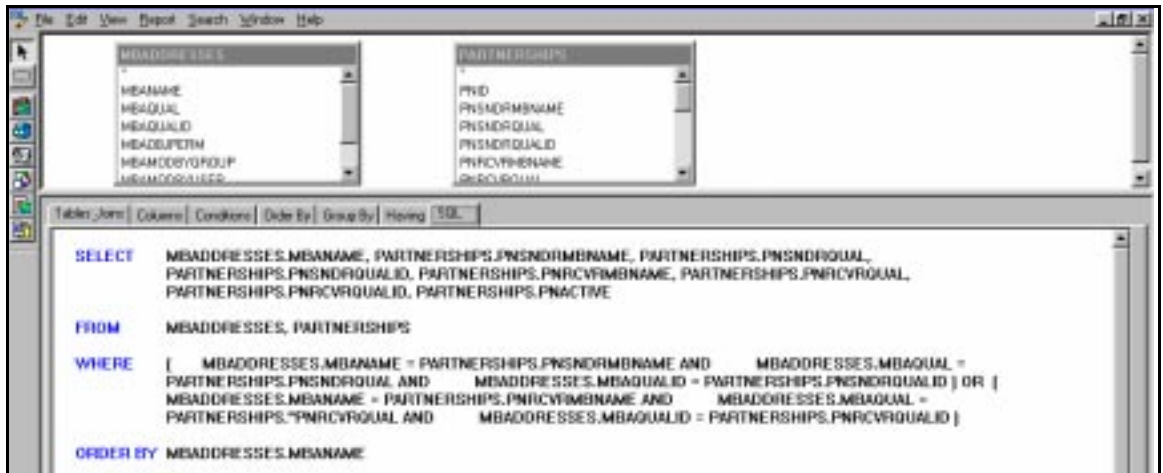 File Edit View Report Search Window Help
MBADDRESSES
*
MBANAME
MBAQUAL
MBAQUALID
MBADBUPERM
MBAMODBYGROUP
MBAMODBYUSER
PARTNERSHIPS
*
PNID
PNSNDRMBNAME
PNSNDRQUAL
PNSNDRQUALID
PNRCVRMBNAME
PNRCVRQUAL
Tables_Joins Columns Conditions Order By Group By Having SQL
SELECT MBADDRESSES.MBANAME, PARTNERSHIPS.PNSNDRMBNAME, PARTNERSHIPS.PNSNDRQUAL,
PARTNERSHIPS.PNSNDRQUALID, PARTNERSHIPS.PNRCVRMBNAME, PARTNERSHIPS.PNRCVRQUAL,
PARTNERSHIPS.PNRCVRQUALID, PARTNERSHIPS.PNACTIVE
FROM MBADDRESSES, PARTNERSHIPS
WHERE ( MBADDRESSES.MBANAME = PARTNERSHIPS.PNSNDRMBNAME AND MBADDRESSES.MBAQUAL =
PARTNERSHIPS.PNSNDRQUAL AND MBADDRESSES.MBAQUALID = PARTNERSHIPS.PNSNDRQUALID ) OR (
MBADDRESSES.MBANAME = PARTNERSHIPS.PNRCVRMBNAME AND MBADDRESSES.MBAQUAL =
PARTNERSHIPS."PNRCVRQUAL AND MBADDRESSES.MBAQUALID = PARTNERSHIPS.PNRCVRQUALID )
ORDER BY MBADDRESSES.MBANAME